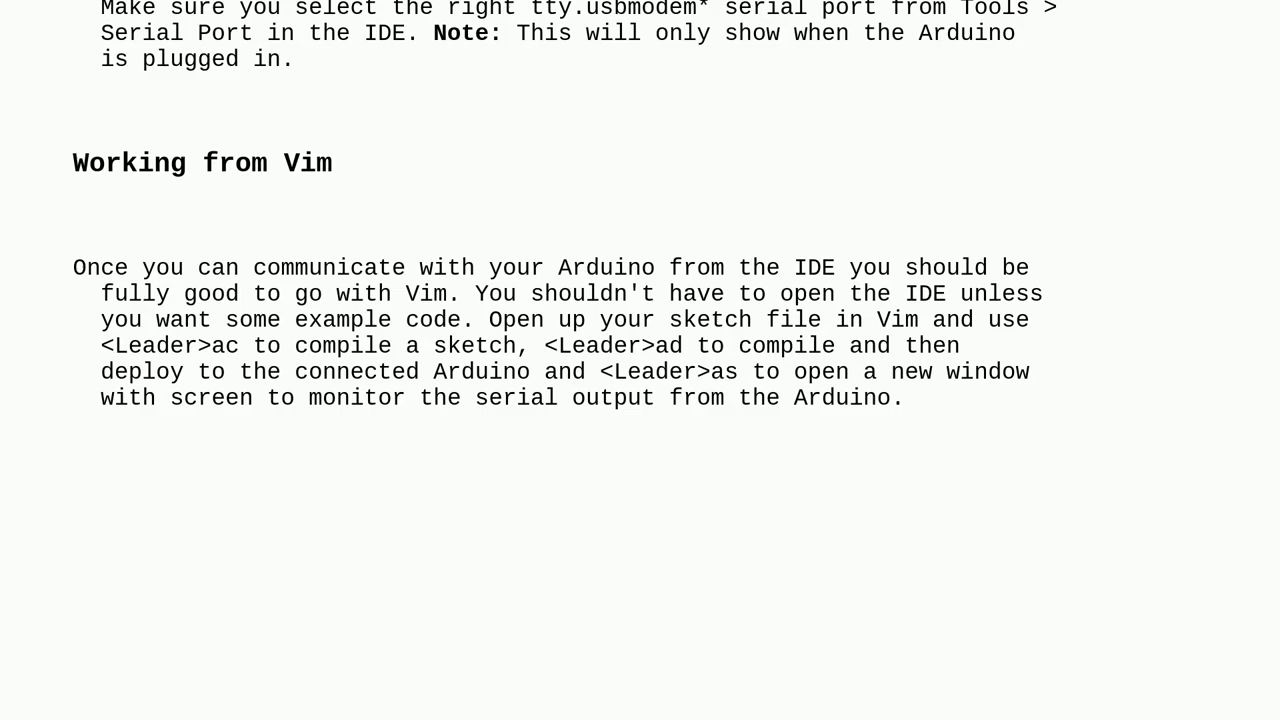 Make sure you select the right tty.usbmodem* serial port from Tools >
Serial Port in the IDE. Note: This will only show when the Arduino
is plugged in.
Working from Vim
Once you can communicate with your Arduino from the IDE you should be
fully good to go with Vim. You shouldn't have to open the IDE unless
you want some example code. Open up your sketch file in Vim and use
<Leader>ac to compile a sketch, <Leader>ad to compile and then
deploy to the connected Arduino and <Leader>as to open a new window
with screen to monitor the serial output from the Arduino.